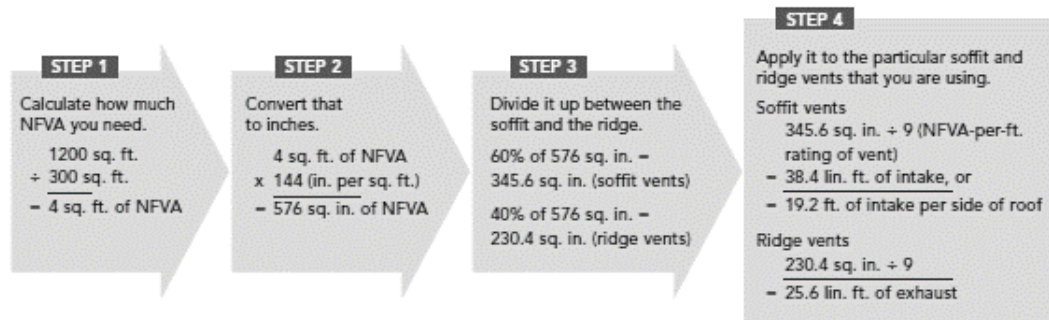 STEP 1
Calculate how much
NFVA you need.
1200 sq. ft.
÷ 300 sq. ft.
= 4 sq. ft. of NFVA
STEP 2
Convert that
to inches.
4 sq. ft. of NFVA
x 144 (in. per sq. ft.)
= 576 sq. in. of NFVA
STEP 3
Divide it up between the
soffit and the ridge.
60% of 576 sq. in. =
345.6 sq. in. (soffit vents)
40% of 576 sq. in. =
230.4 sq. in. (ridge vents)
STEP 4
Apply it to the particular soffit and
ridge vents that you are using.
Soffit vents
345.6 sq. in. ÷ 9 (NFVA-per-ft.
rating of vent)
= 38.4 lin. ft. of intake, or
= 19.2 ft. of intake per side of roof
Ridge vents
230.4 sq. in. ÷ 9
= 25.6 lin. ft. of exhaust